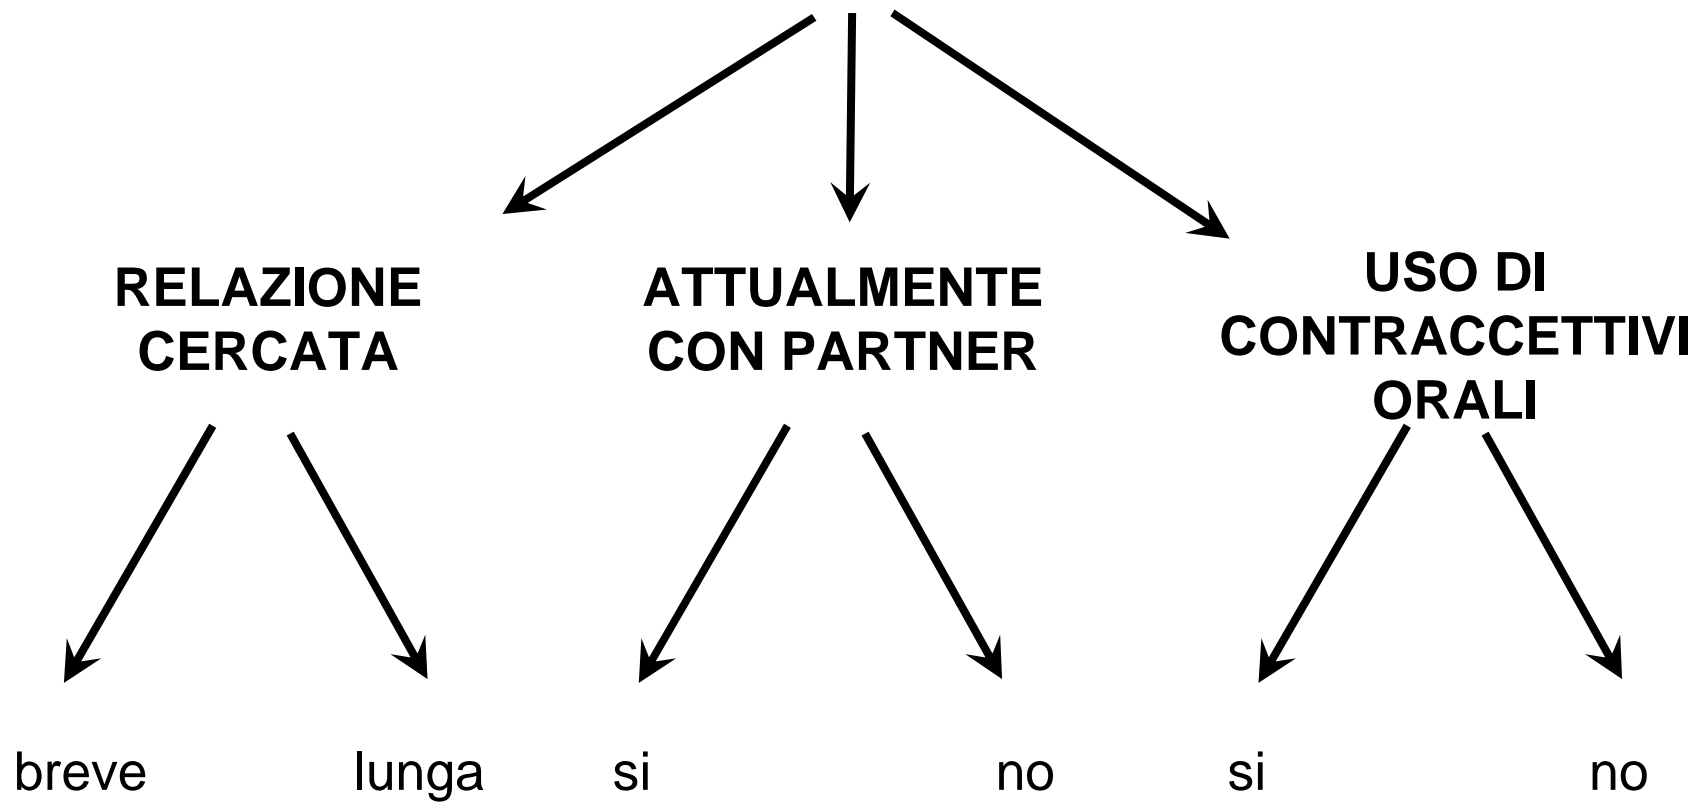 RELAZIONE
CERCATA
ATTUALMENTE
CON PARTNER
USO DI
CONTRACCETTIVI
ORALI
breve
lunga
si
no
si
no